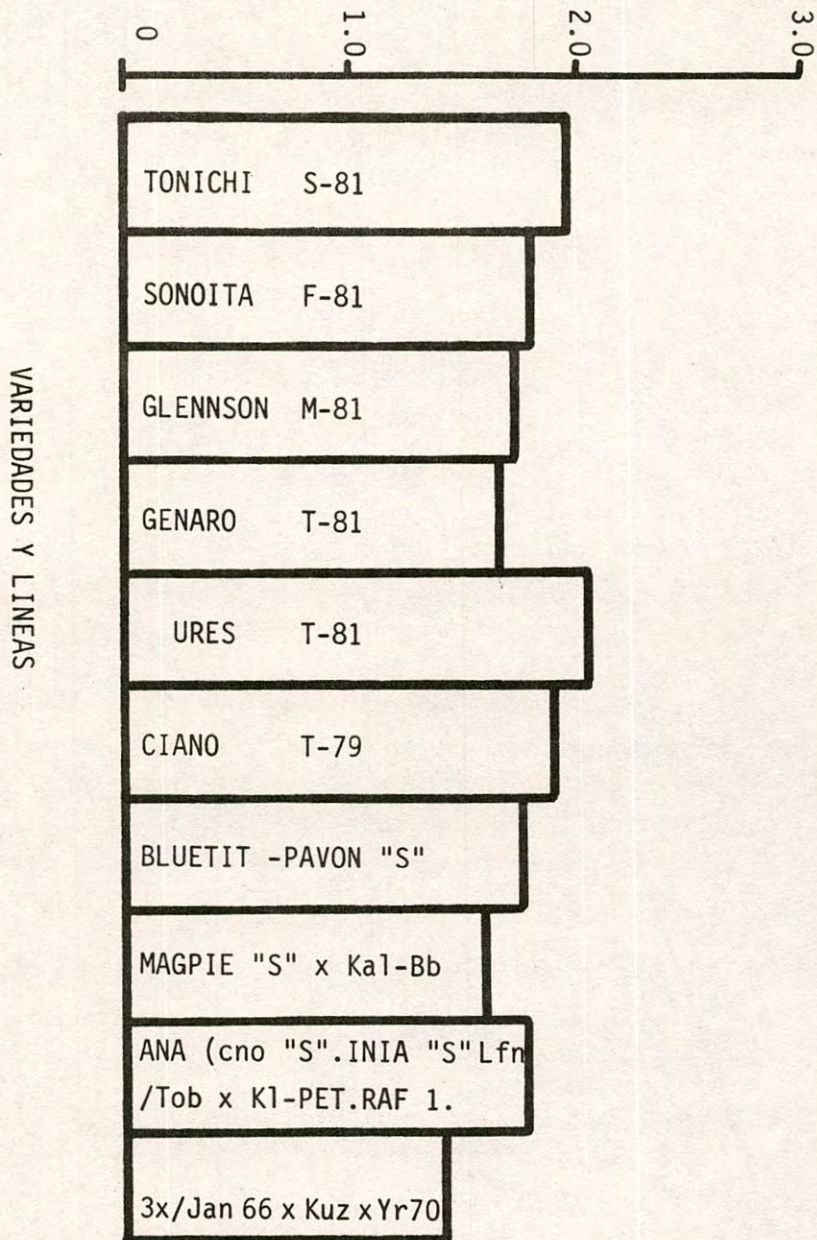 0 1.0 2.0 3.0
TONICHI S-81
SONOITA F-81
GLENNSON M-81
GENARO T-81
URES T-81
CIANO T-79
BLUETIT -PAVON "S"
MAGPIE "S" x Kal-Bb
ANA (cno "S".INIA "S" Lfn
/Tob x Kl-PET.RAF 1.
3x/Jan 66 x Kuz x Yr70
VARIEDADES Y LINEAS